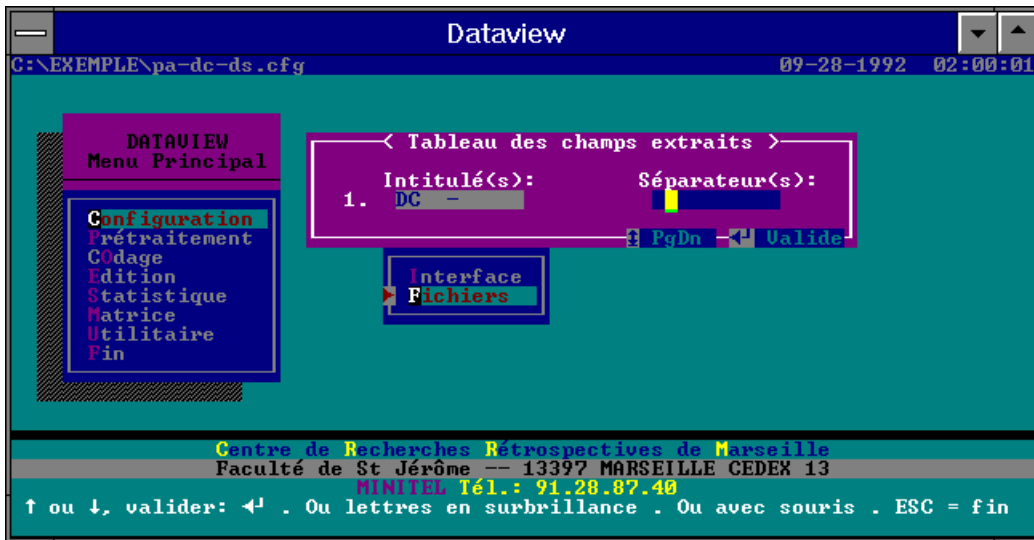 Dataview
C:\EXEMPLE\pa-dc-ds.cfg 09-28-1992 02:00:01
DATAVIEW
Menu Principal
Configuration
Prétraitement
COdage
Edition
Statistique
Matrice
Utilitaire
Fin
< Tableau des champs extraits >
Intitulé(s): Séparateur(s):
1. DC -
↕ PgDn ◄┘ Valide
Interface
► Fichiers
Centre de Recherches Rétrospectives de Marseille
Faculté de St Jérôme -- 13397 MARSEILLE CEDEX 13
MINITEL Tél.: 91.28.87.40
↑ ou ↓, valider: ◄┘ . Ou lettres en surbrillance . Ou avec souris . ESC = fin